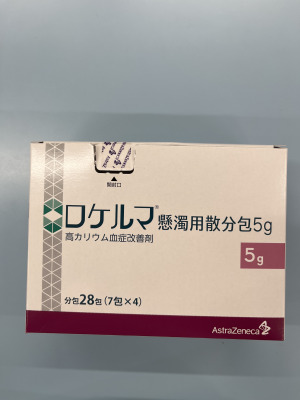 開封口
ロケルマ® 懸濁用散分包5g
高カリウム血症改善剤
5g
分包28包(7包×4)
AstraZeneca